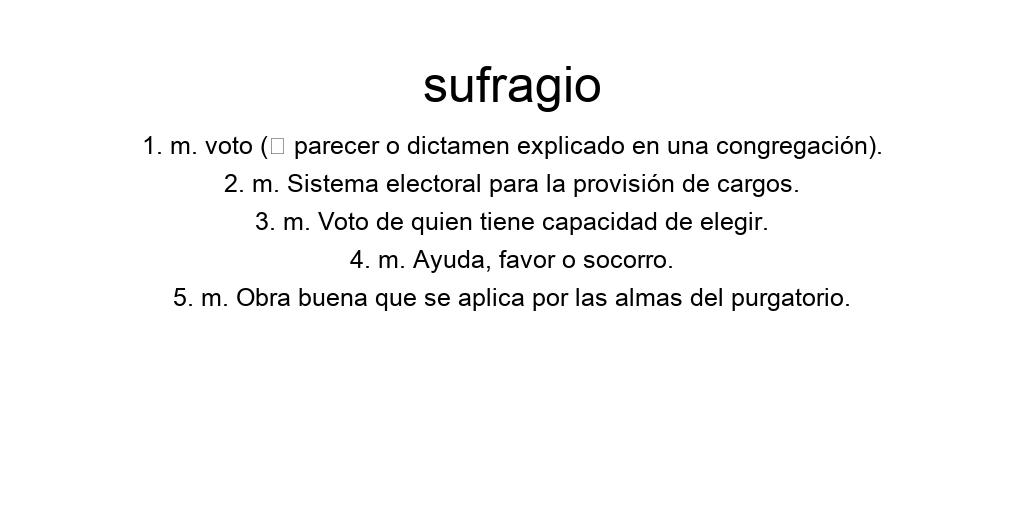 sufragio
1. m. voto (□ parecer o dictamen explicado en una congregación).
2. m. Sistema electoral para la provisión de cargos.
3. m. Voto de quien tiene capacidad de elegir.
4. m. Ayuda, favor o socorro.
5. m. Obra buena que se aplica por las almas del purgatorio.